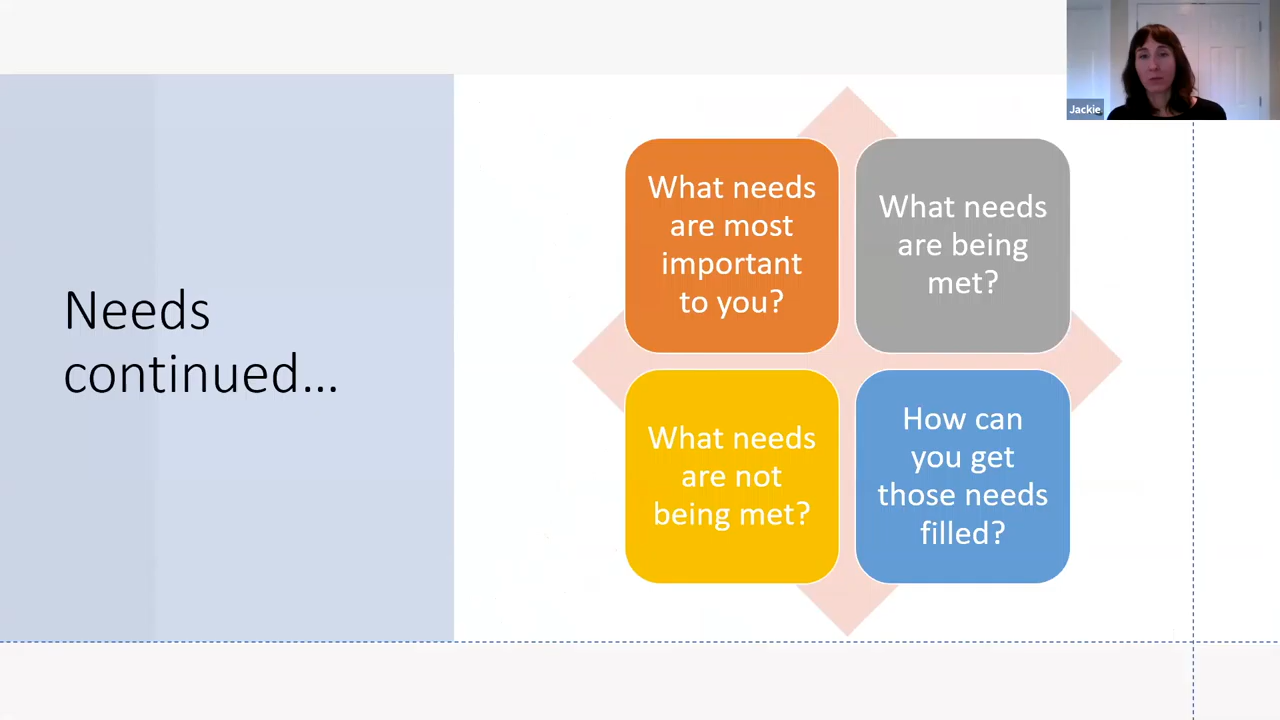 Jackie
Needs
continued...
What needs
are most
important
to you?
What needs
are being
met?
What needs
are not
being met?
How can
you get
those needs
filled?